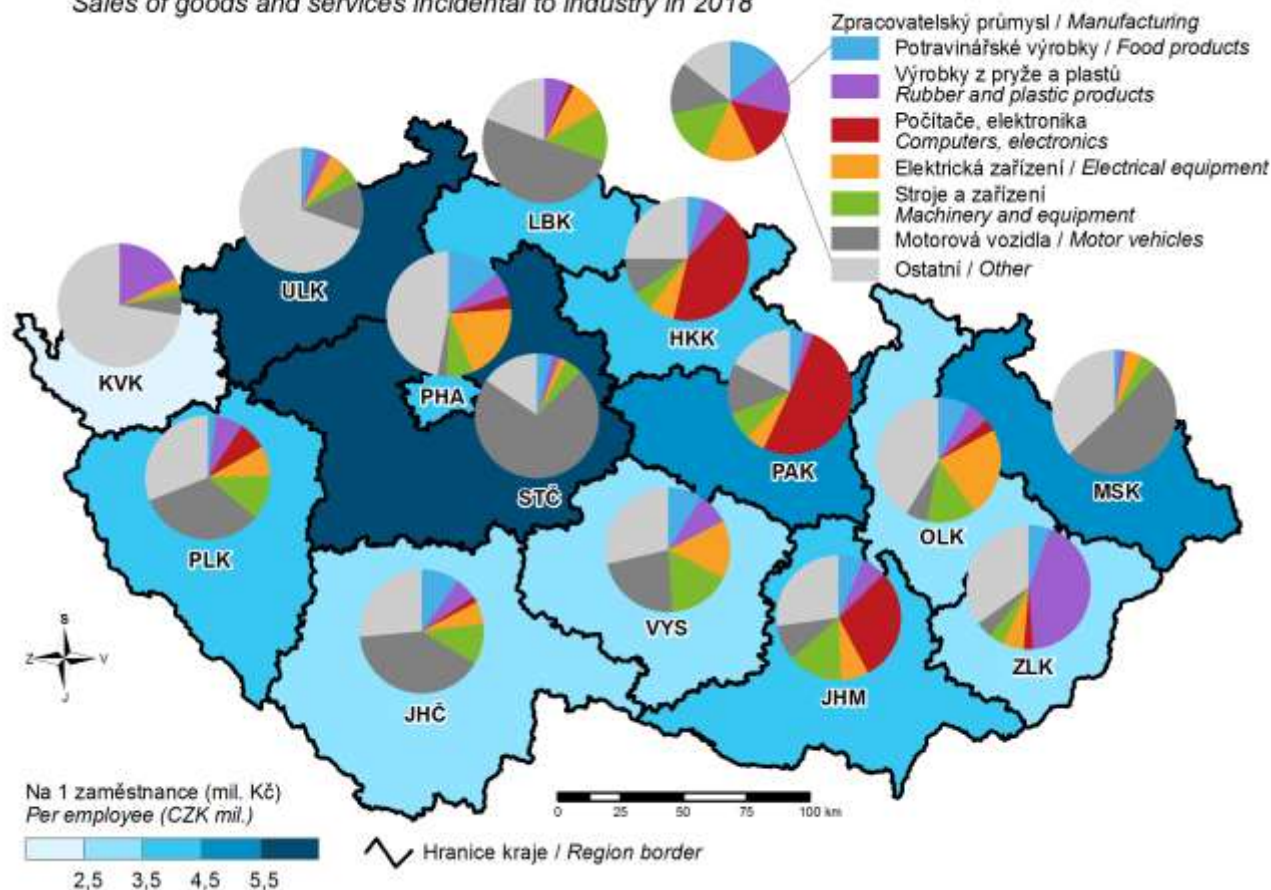 Sales of goods and services incidental to industry in 2018
Zpracovatelský průmysl / Manufacturing
Potravinářské výrobky / Food products
Výrobky z pryže a plastů
Rubber and plastic products
Počítače, elektronika
Computers, electronics
Elektrická zařízení / Electrical equipment
Stroje a zařízení
Machinery and equipment
Motorová vozidla / Motor vehicles
Ostatní / Other
LBK
ULK
HKK
KVK
PHA
PAK
STČ
MSK
OLK
PLK
VYS
ZLK
JHM
JHČ
S
Z V
J
Na 1 zaměstnance (mil. Kč)
Per employee (CZK mil.)
2,5 3,5 4,5 5,5
Hranice kraje / Region border
0 25 50 75 100 km